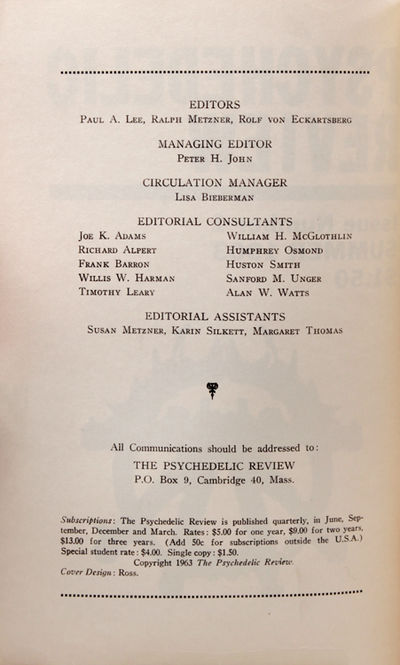 EDITORS
Paul A. Lee, Ralph Metzner, Rolf von Eckartsberg
MANAGING EDITOR
Peter H. John
CIRCULATION MANAGER
Lisa Bieberman
EDITORIAL CONSULTANTS
Joe K. Adams
Richard Alpert
Frank Barron
Willis W. Harman
Timothy Leary
William H. McGlothlin
Humphrey Osmond
Huston Smith
Sanford M. Unger
Alan W. Watts
EDITORIAL ASSISTANTS
Susan Metzner, Karin Silkett, Margaret Thomas
All Communications should be addressed to:
THE PSYCHEDELIC REVIEW
P.O. Box 9, Cambridge 40, Mass.
Subscriptions: The Psychedelic Review is published quarterly, in June, Sep-
tember, December and March. Rates: $5.00 for one year, $9.00 for two years,
$13.00 for three years. (Add 50c for subscriptions outside the U.S.A.)
Special student rate: $4.00. Single copy: $1.50.
Copyright 1963 The Psychedelic Review.
Cover Design: Ross.